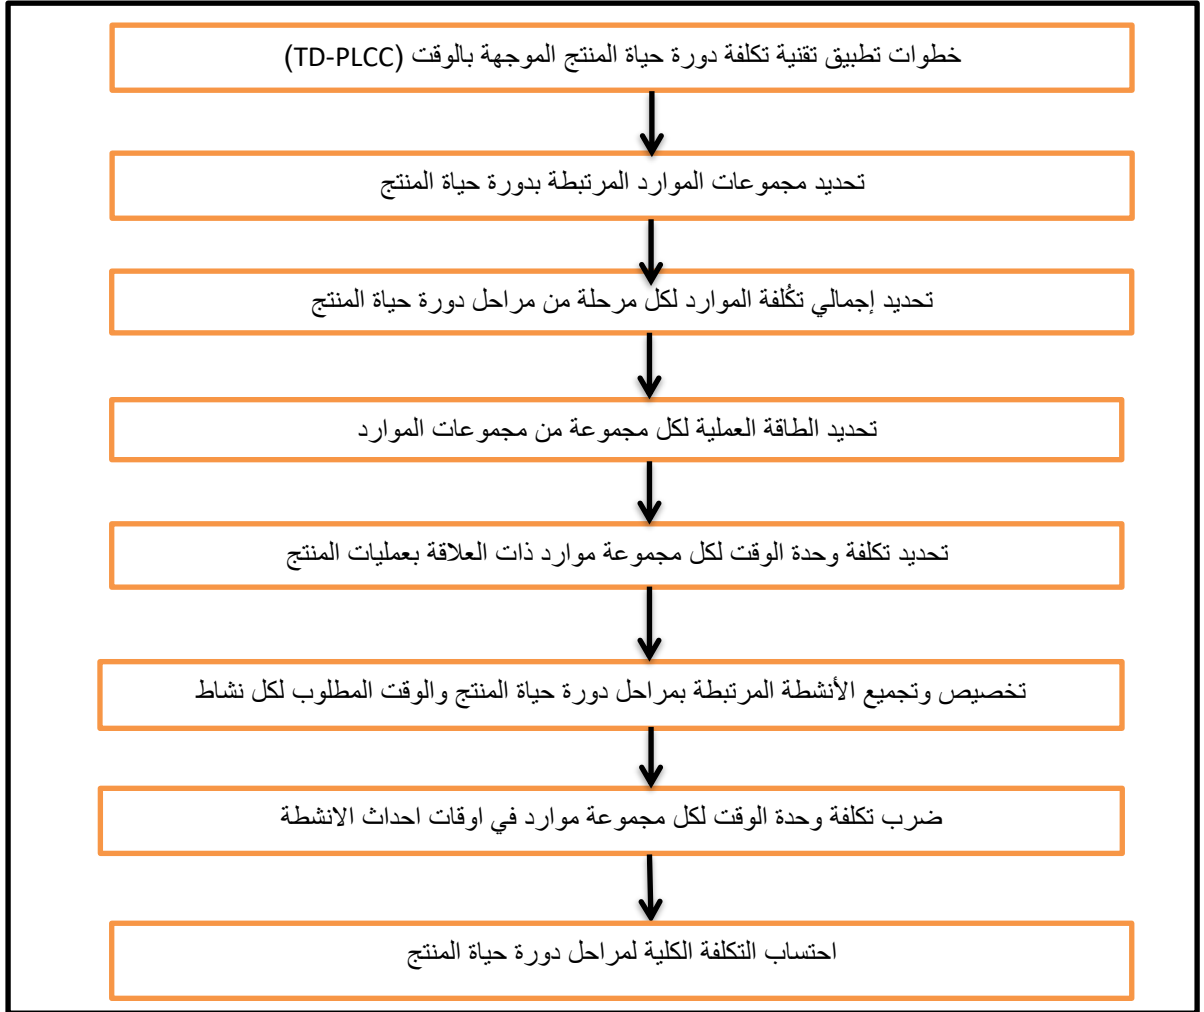 خطوات تطبيق تقنية تكلفة دورة حياة المنتج الموجهة بالوقت (TD-PLCC)
تحديد مجموعات الموارد المرتبطة بدورة حياة المنتج
تحديد إجمالي تكُلفة الموارد لكل مرحلة من مراحل دورة حياة المنتج
تحديد الطاقة العملية لكل مجموعة من مجموعات الموارد
تحديد تكلفة وحدة الوقت لكل مجموعة موارد ذات العلاقة بعمليات المنتج
تخصيص وتجميع الأنشطة المرتبطة بمراحل دورة حياة المنتج والوقت المطلوب لكل نشاط
ضرب تكلفة وحدة الوقت لكل مجموعة موارد في اوقات احداث الانشطة
احتساب التكلفة الكلية لمراحل دورة حياة المنتج